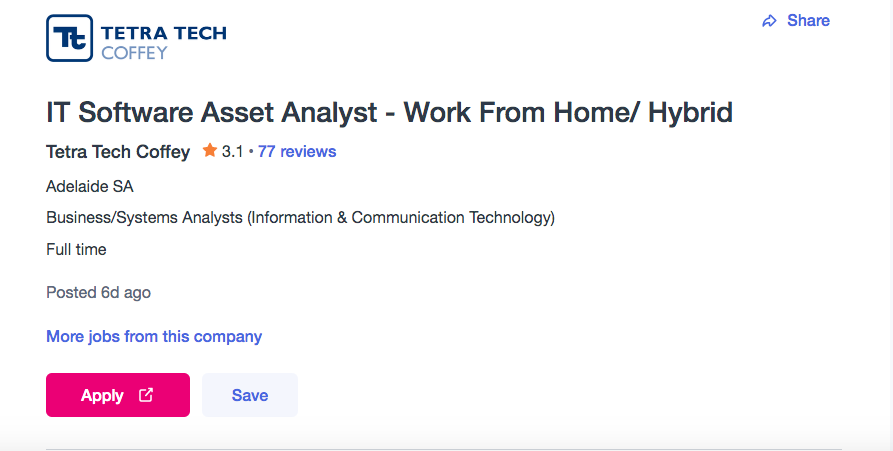 Tt TETRA TECH
COFFEY
Share
IT Software Asset Analyst - Work From Home/ Hybrid
Tetra Tech Coffey 3.1 • 77 reviews
Adelaide SA
Business/Systems Analysts (Information & Communication Technology)
Full time
Posted 6d ago
More jobs from this company
Apply
Save